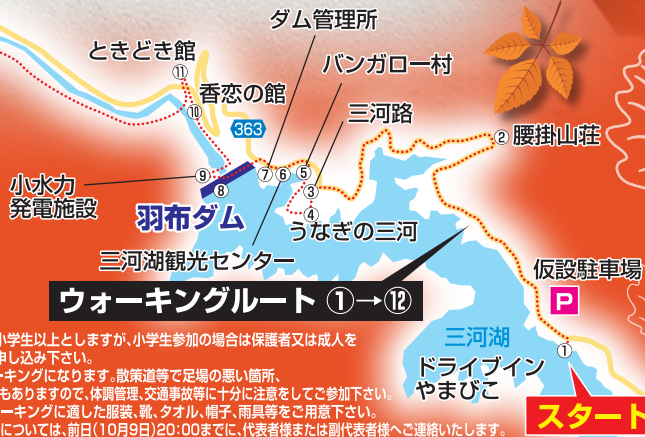 ダム管理所
ときどき館
バンガロー村
⑪
香恋の館
三河路
⑩
363
② 腰掛山荘
小水力
発電施設
⑨
⑧
⑦
⑥
⑤
③
④
羽布ダム
うなぎの三河
三河湖観光センター
仮設駐車場
P
ウォーキングルート ①→⑫
三河湖
①
ドライブイン
やまびこ
スタート
小学生以上としますが、小学生参加の場合は保護者又は成人を
申し込み下さい。
ーキングになります。散策道等で足場の悪い箇所、
もありますので、体調管理、交通事故等に十分に注意をしてご参加下さい。
ーキングに適した服装、靴、タオル、帽子、雨具等をご用意下さい。
については、前日(10月9日)20:00までに、代表者様または副代表者様へご連絡いたします。